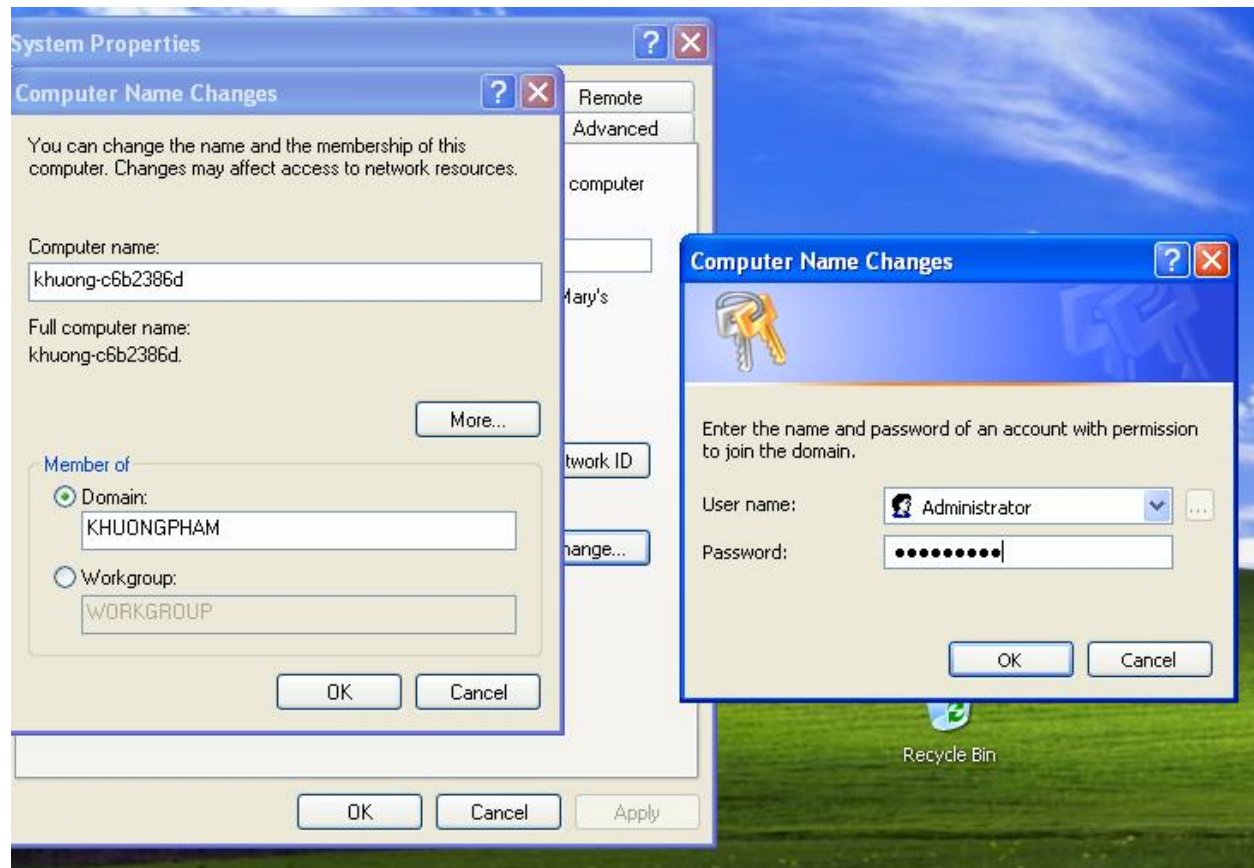 System Properties
Computer Name Changes
Remote
Advanced
You can change the name and the membership of this
computer. Changes may affect access to network resources.
computer
Computer name:
khuong-c6b2386d
Mary's
Full computer name:
khuong-c6b2386d.
More...
Member of
twork ID
Domain:
KHUONGPHAM
hange...
Workgroup:
WORKGROUP
OK
Cancel
OK
Cancel
Apply
Computer Name Changes
Enter the name and password of an account with permission
to join the domain.
User name:
Administrator
...
Password:
OK
Cancel
Recycle Bin